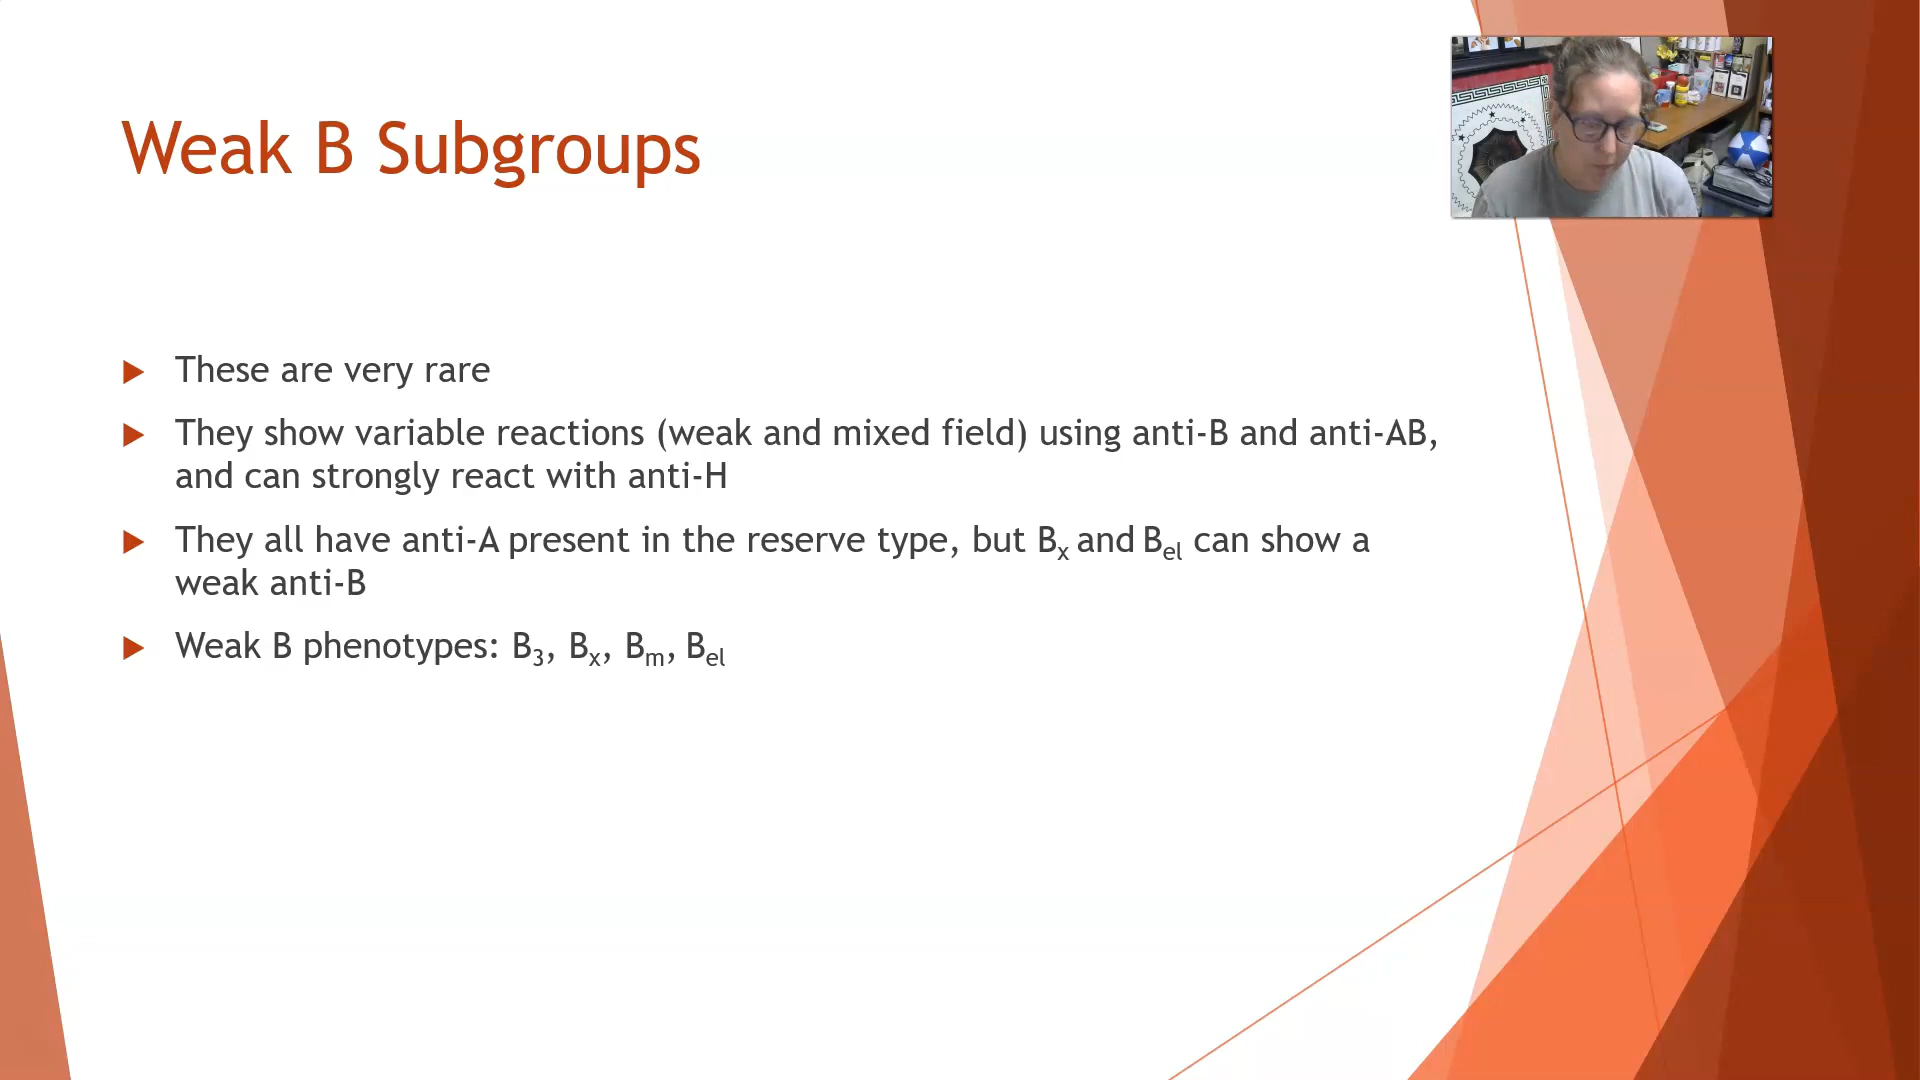 Weak B Subgroups
These are very rare
They show variable reactions (weak and mixed field) using anti-B and anti-AB,
and can strongly react with anti-H
They all have anti-A present in the reserve type, but Bx and Bel can show a
weak anti-B
Weak B phenotypes: B3, Bx, Bm, Bel